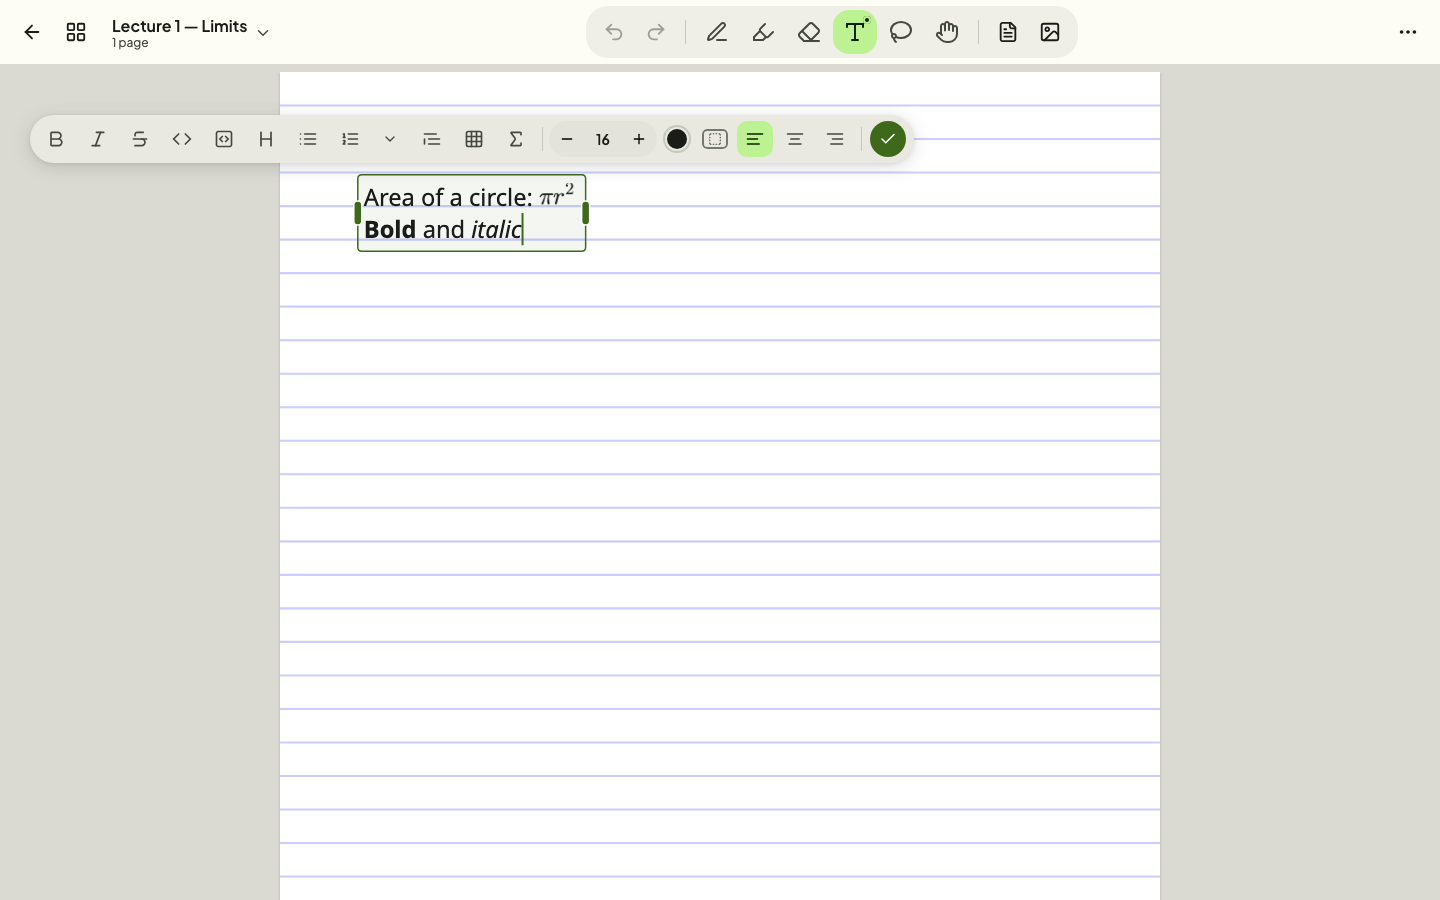 Lecture 1 — Limits
1 page
16
Area of a circle: πr²
Bold and italic